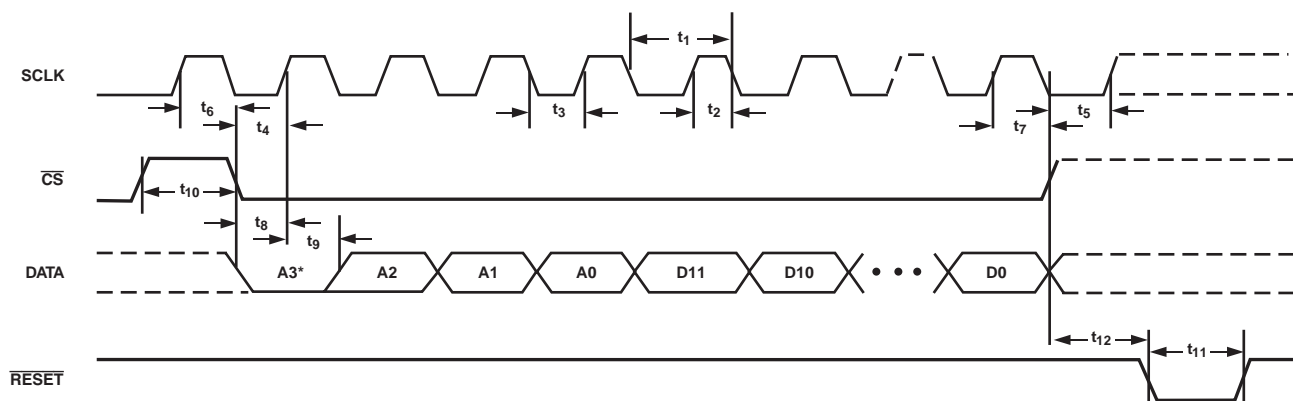 t1
SCLK
t6
t4
t3
t2
t7
t5
CS
t10
t8
t9
DATA
A3*
A2
A1
A0
D11
D10
• • •
D0
t12
t11
RESET